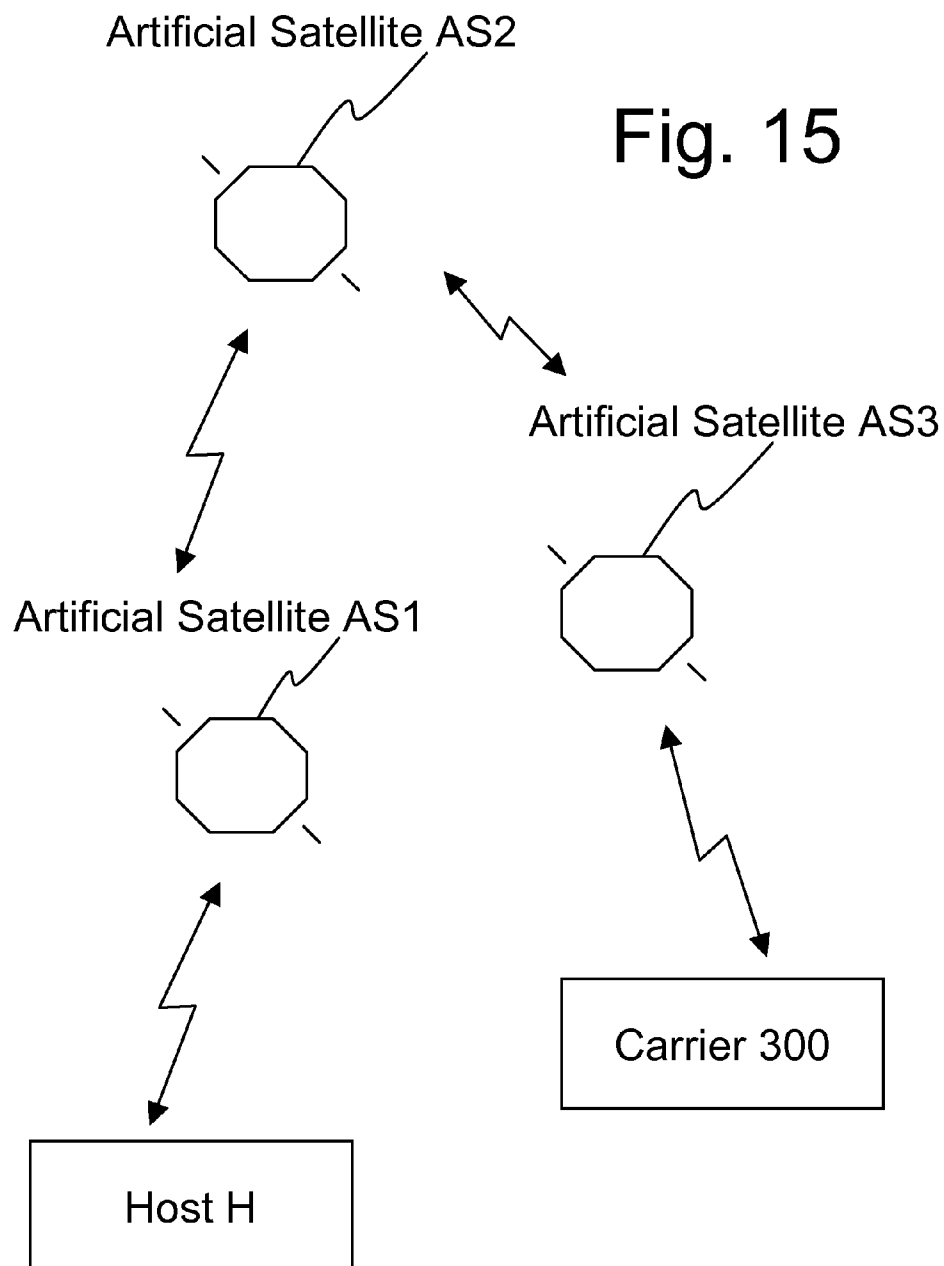 Artificial Satellite AS2
Fig. 15
Artificial Satellite AS3
Artificial Satellite AS1
Carrier 300
Host H